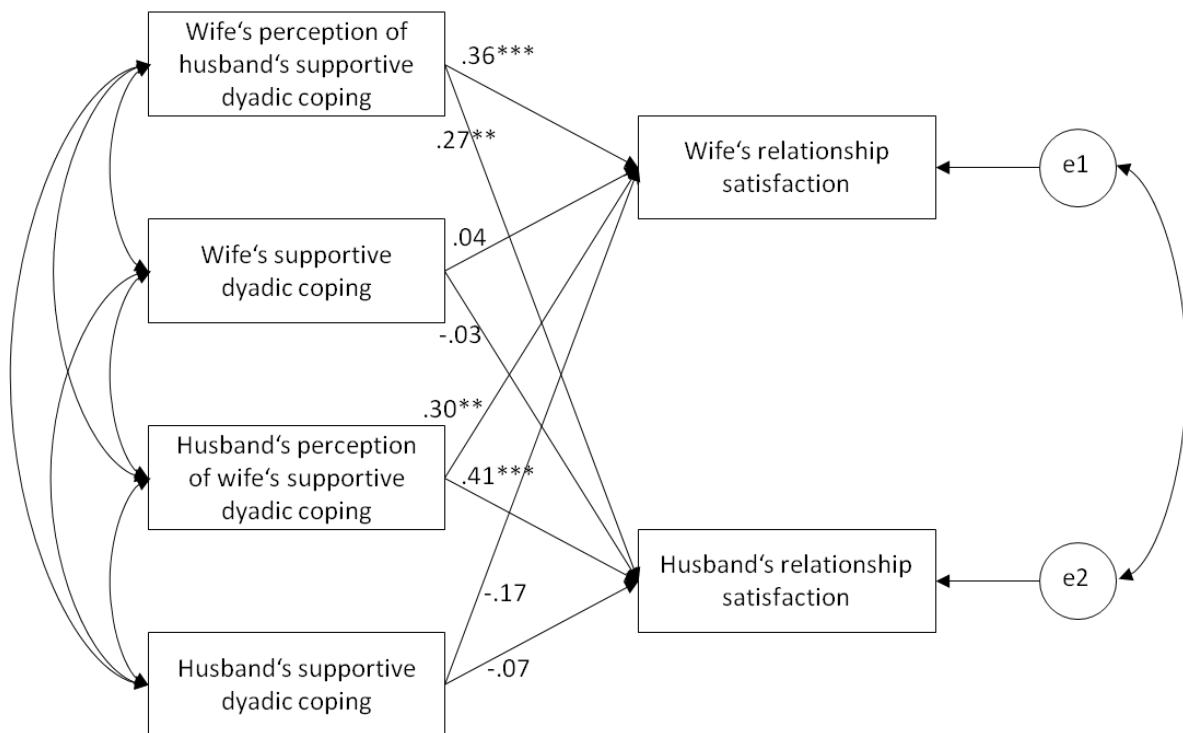 Wife‘s perception of
husband‘s supportive
dyadic coping
.36***
.27**
Wife‘s relationship
satisfaction
e1
Wife‘s supportive
dyadic coping
.04
-.03
Husband‘s perception
of wife‘s supportive
dyadic coping
.30**
.41***
Husband‘s relationship
satisfaction
e2
Husband‘s supportive
dyadic coping
-.17
-.07